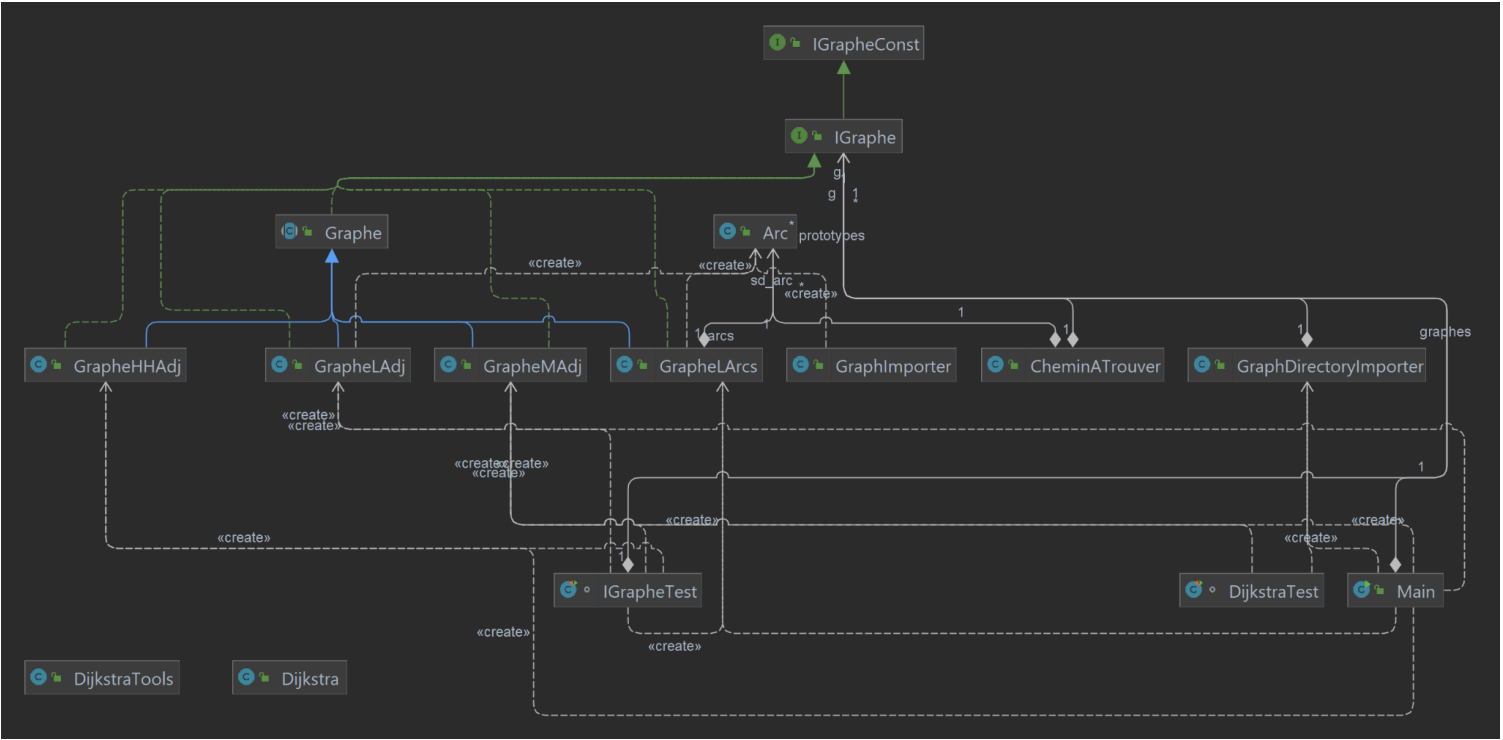 IGrapheConst
IGraphe
g
1
g 1
*
Graphe
Arc *
prototypes
«create»
«create»
sd_arc *
«create»
1
1
1 arcs
1
1
graphes
GrapheHHAdj
GrapheLAdj
GrapheMAdj
GrapheLArcs
GraphImporter
CheminATrouver
GraphDirectoryImporter
«create»
«create»
«create»
«create»
«create»
1
«create»
«create»
«create»
«create»
1
IGrapheTest
DijkstraTest
Main
«create»
«create»
DijkstraTools
Dijkstra